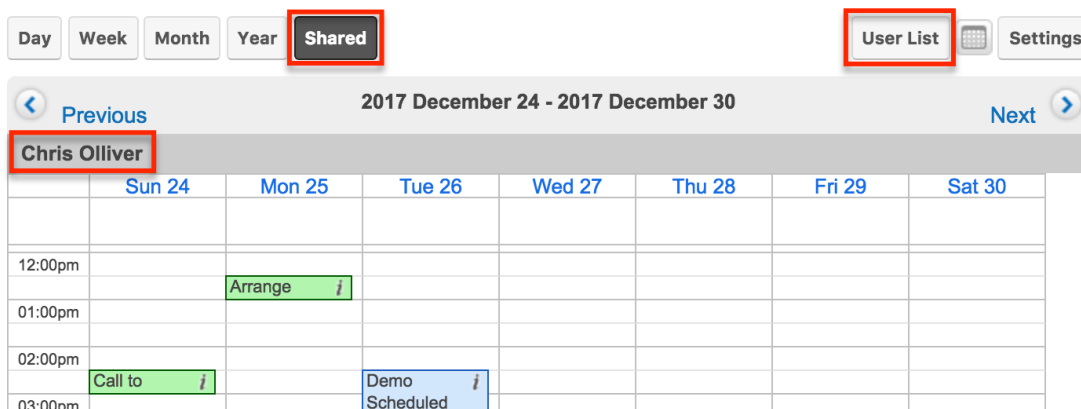 Day Week Month Year Shared User List Settings
2017 December 24 - 2017 December 30
Previous Next
Chris Olliver
Sun 24 Mon 25 Tue 26 Wed 27 Thu 28 Fri 29 Sat 30
12:00pm
Arrange i
01:00pm
02:00pm
Call to i Demo i
03:00pm Scheduled